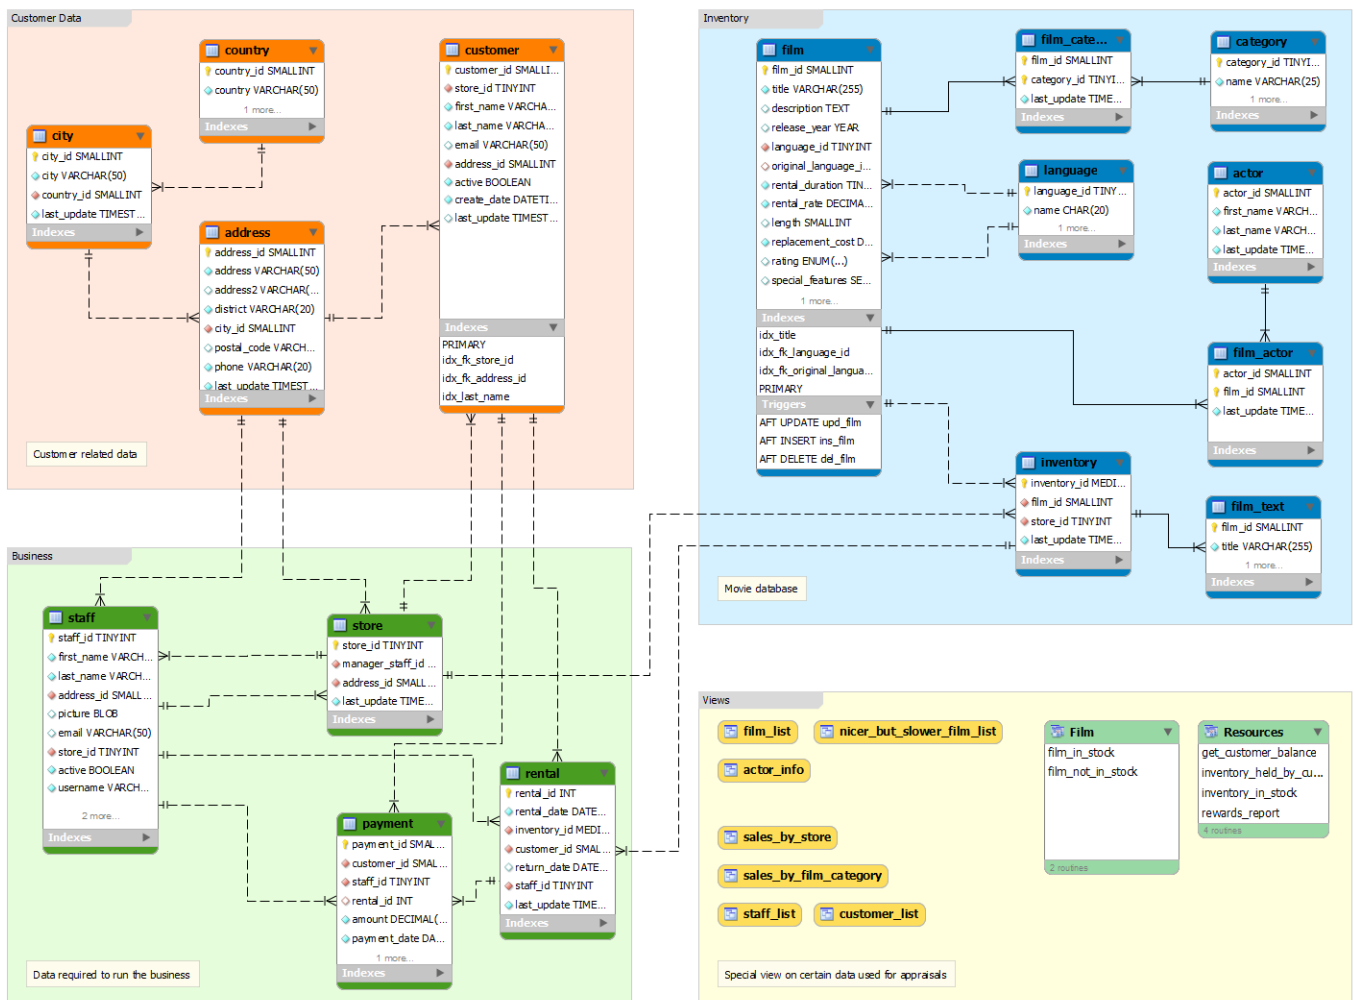 Customer Data
country
country_id SMALLINT
country VARCHAR(50)
1 more...
Indexes
customer
customer_id SMALLI...
store_id TINYINT
first_name VARCHA...
last_name VARCHA...
email VARCHAR(50)
address_id SMALLINT
active BOOLEAN
create_date DATETI...
last_update TIMEST...
Indexes
PRIMARY
idx_fk_store_id
idx_fk_address_id
idx_last_name
city
city_id SMALLINT
city VARCHAR(50)
country_id SMALLINT
last_update TIMEST...
Indexes
address
address_id SMALLINT
address VARCHAR(50)
address2 VARCHAR(...
district VARCHAR(20)
city_id SMALLINT
postal_code VARCH...
phone VARCHAR(20)
last_update TIMEST...
Indexes
Customer related data
Inventory
film
film_id SMALLINT
title VARCHAR(255)
description TEXT
release_year YEAR
language_id TINYINT
original_language_i...
rental_duration TIN...
rental_rate DECIMA...
length SMALLINT
replacement_cost D...
rating ENUM(...)
special_features SE...
1 more...
Indexes
idx_title
idx_fk_language_id
idx_fk_original_langua...
PRIMARY
Triggers
AFT UPDATE upd_film
AFT INSERT ins_film
AFT DELETE del_film
film_cate...
film_id SMALLINT
category_id TINYI...
last_update TIME...
Indexes
category
category_id TINYI...
name VARCHAR(25)
1 more...
Indexes
language
language_id TINY...
name CHAR(20)
1 more...
Indexes
actor
actor_id SMALLINT
first_name VARCH...
last_name VARCH...
last_update TIME...
Indexes
film_actor
actor_id SMALLINT
film_id SMALLINT
last_update TIME...
Indexes
inventory
inventory_id MEDI...
film_id SMALLINT
store_id TINYINT
last_update TIME...
Indexes
film_text
film_id SMALLINT
title VARCHAR(255)
1 more...
Indexes
Movie database
Business
staff
staff_id TINYINT
first_name VARCH...
last_name VARCH...
address_id SMALL...
picture BLOB
email VARCHAR(50)
store_id TINYINT
active BOOLEAN
username VARCH...
2 more...
Indexes
store
store_id TINYINT
manager_staff_id ...
address_id SMALL...
last_update TIME...
Indexes
payment
payment_id SMAL...
customer_id SMAL...
staff_id TINYINT
rental_id INT
amount DECIMAL(...
payment_date DA...
1 more...
Indexes
rental
rental_id INT
rental_date DATE...
inventory_id MEDI...
customer_id SMAL...
return_date DATE...
staff_id TINYINT
last_update TIME...
Indexes
Data required to run the business
Views
film_list
nicer_but_slower_film_list
actor_info
sales_by_store
sales_by_film_category
staff_list
customer_list
Film
film_in_stock
film_not_in_stock
2 routines
Resources
get_customer_balance
inventory_held_by_cu...
inventory_in_stock
rewards_report
4 routines
Special view on certain data used for appraisals